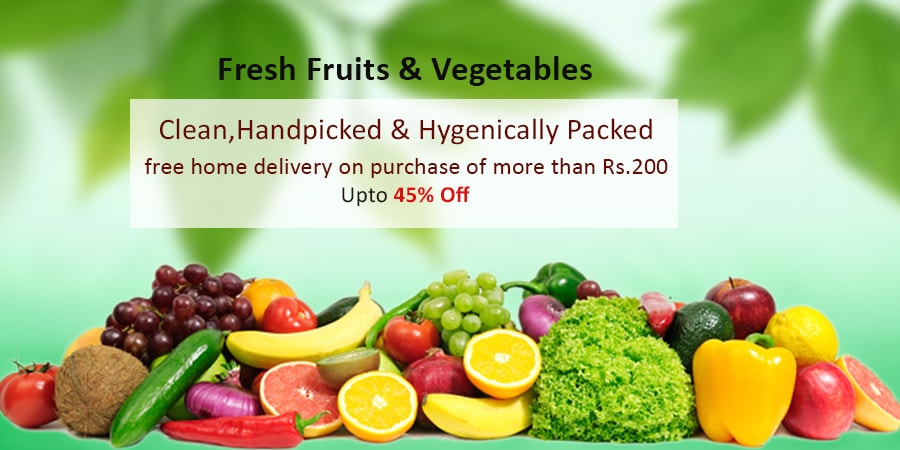 Fresh Fruits & Vegetables
Clean,Handpicked & Hygenically Packed
free home delivery on purchase of more than Rs.200
Upto 45% Off